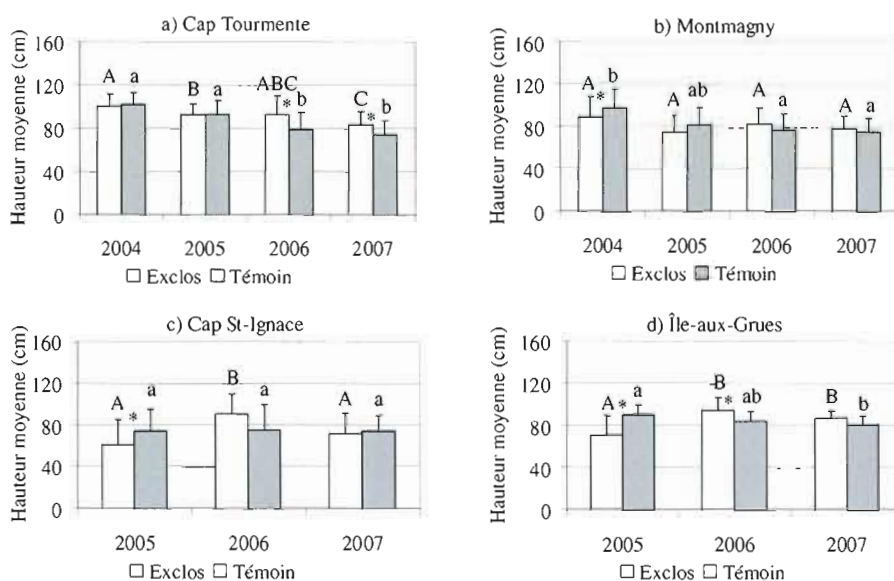 a) Cap Tourmente
Hauteur moyenne (cm)
160
120
80
40
0
A a B a ABC * b C * b
2004 2005 2006 2007
□ Exclos □ Témoin
b) Montmagny
Hauteur moyenne (cm)
160
120
80
40
0
A * b A ab A a A a
2004 2005 2006 2007
□ Exclos □ Témoin
c) Cap St-Ignace
Hauteur moyenne (cm)
160
120
80
40
0
A * a B a A a
2005 2006 2007
□ Exclos □ Témoin
d) Île-aux-Grues
Hauteur moyenne (cm)
160
120
80
40
0
A * a B * ab B b
2005 2006 2007
□ Exclos □ Témoin